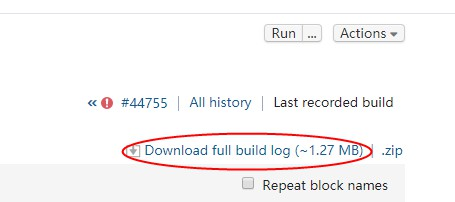 Run ... Actions
« #44755 | All history | Last recorded build
Download full build log (~1.27 MB) | .zip
Repeat block names